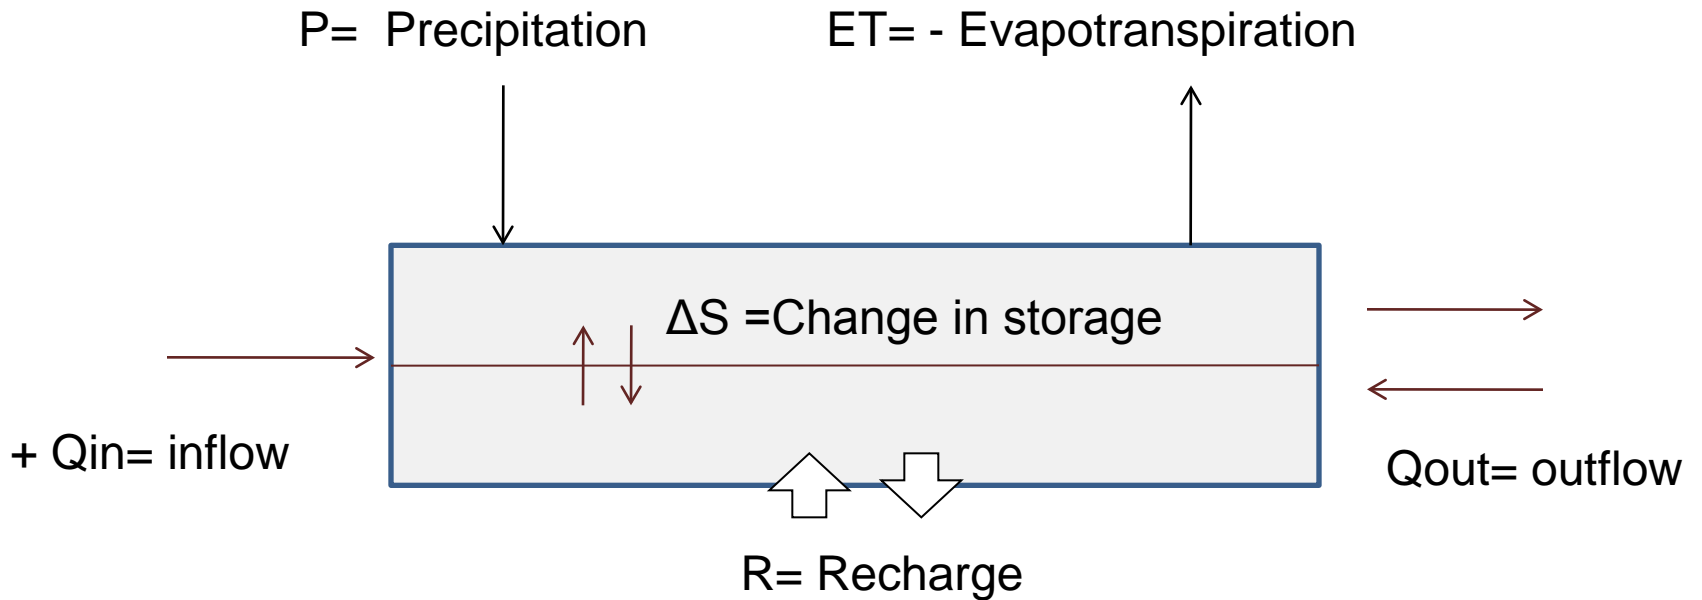 P= Precipitation
ET= - Evapotranspiration
ΔS =Change in storage
+ Qin= inflow
Qout= outflow
R= Recharge